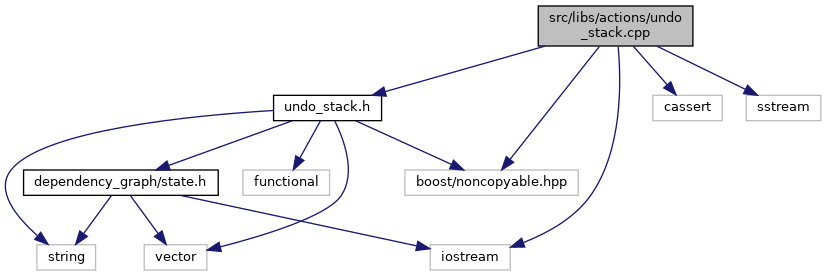 src/libs/actions/undo
_stack.cpp
undo_stack.h
cassert
sstream
dependency_graph/state.h
functional
boost/noncopyable.hpp
string
vector
iostream